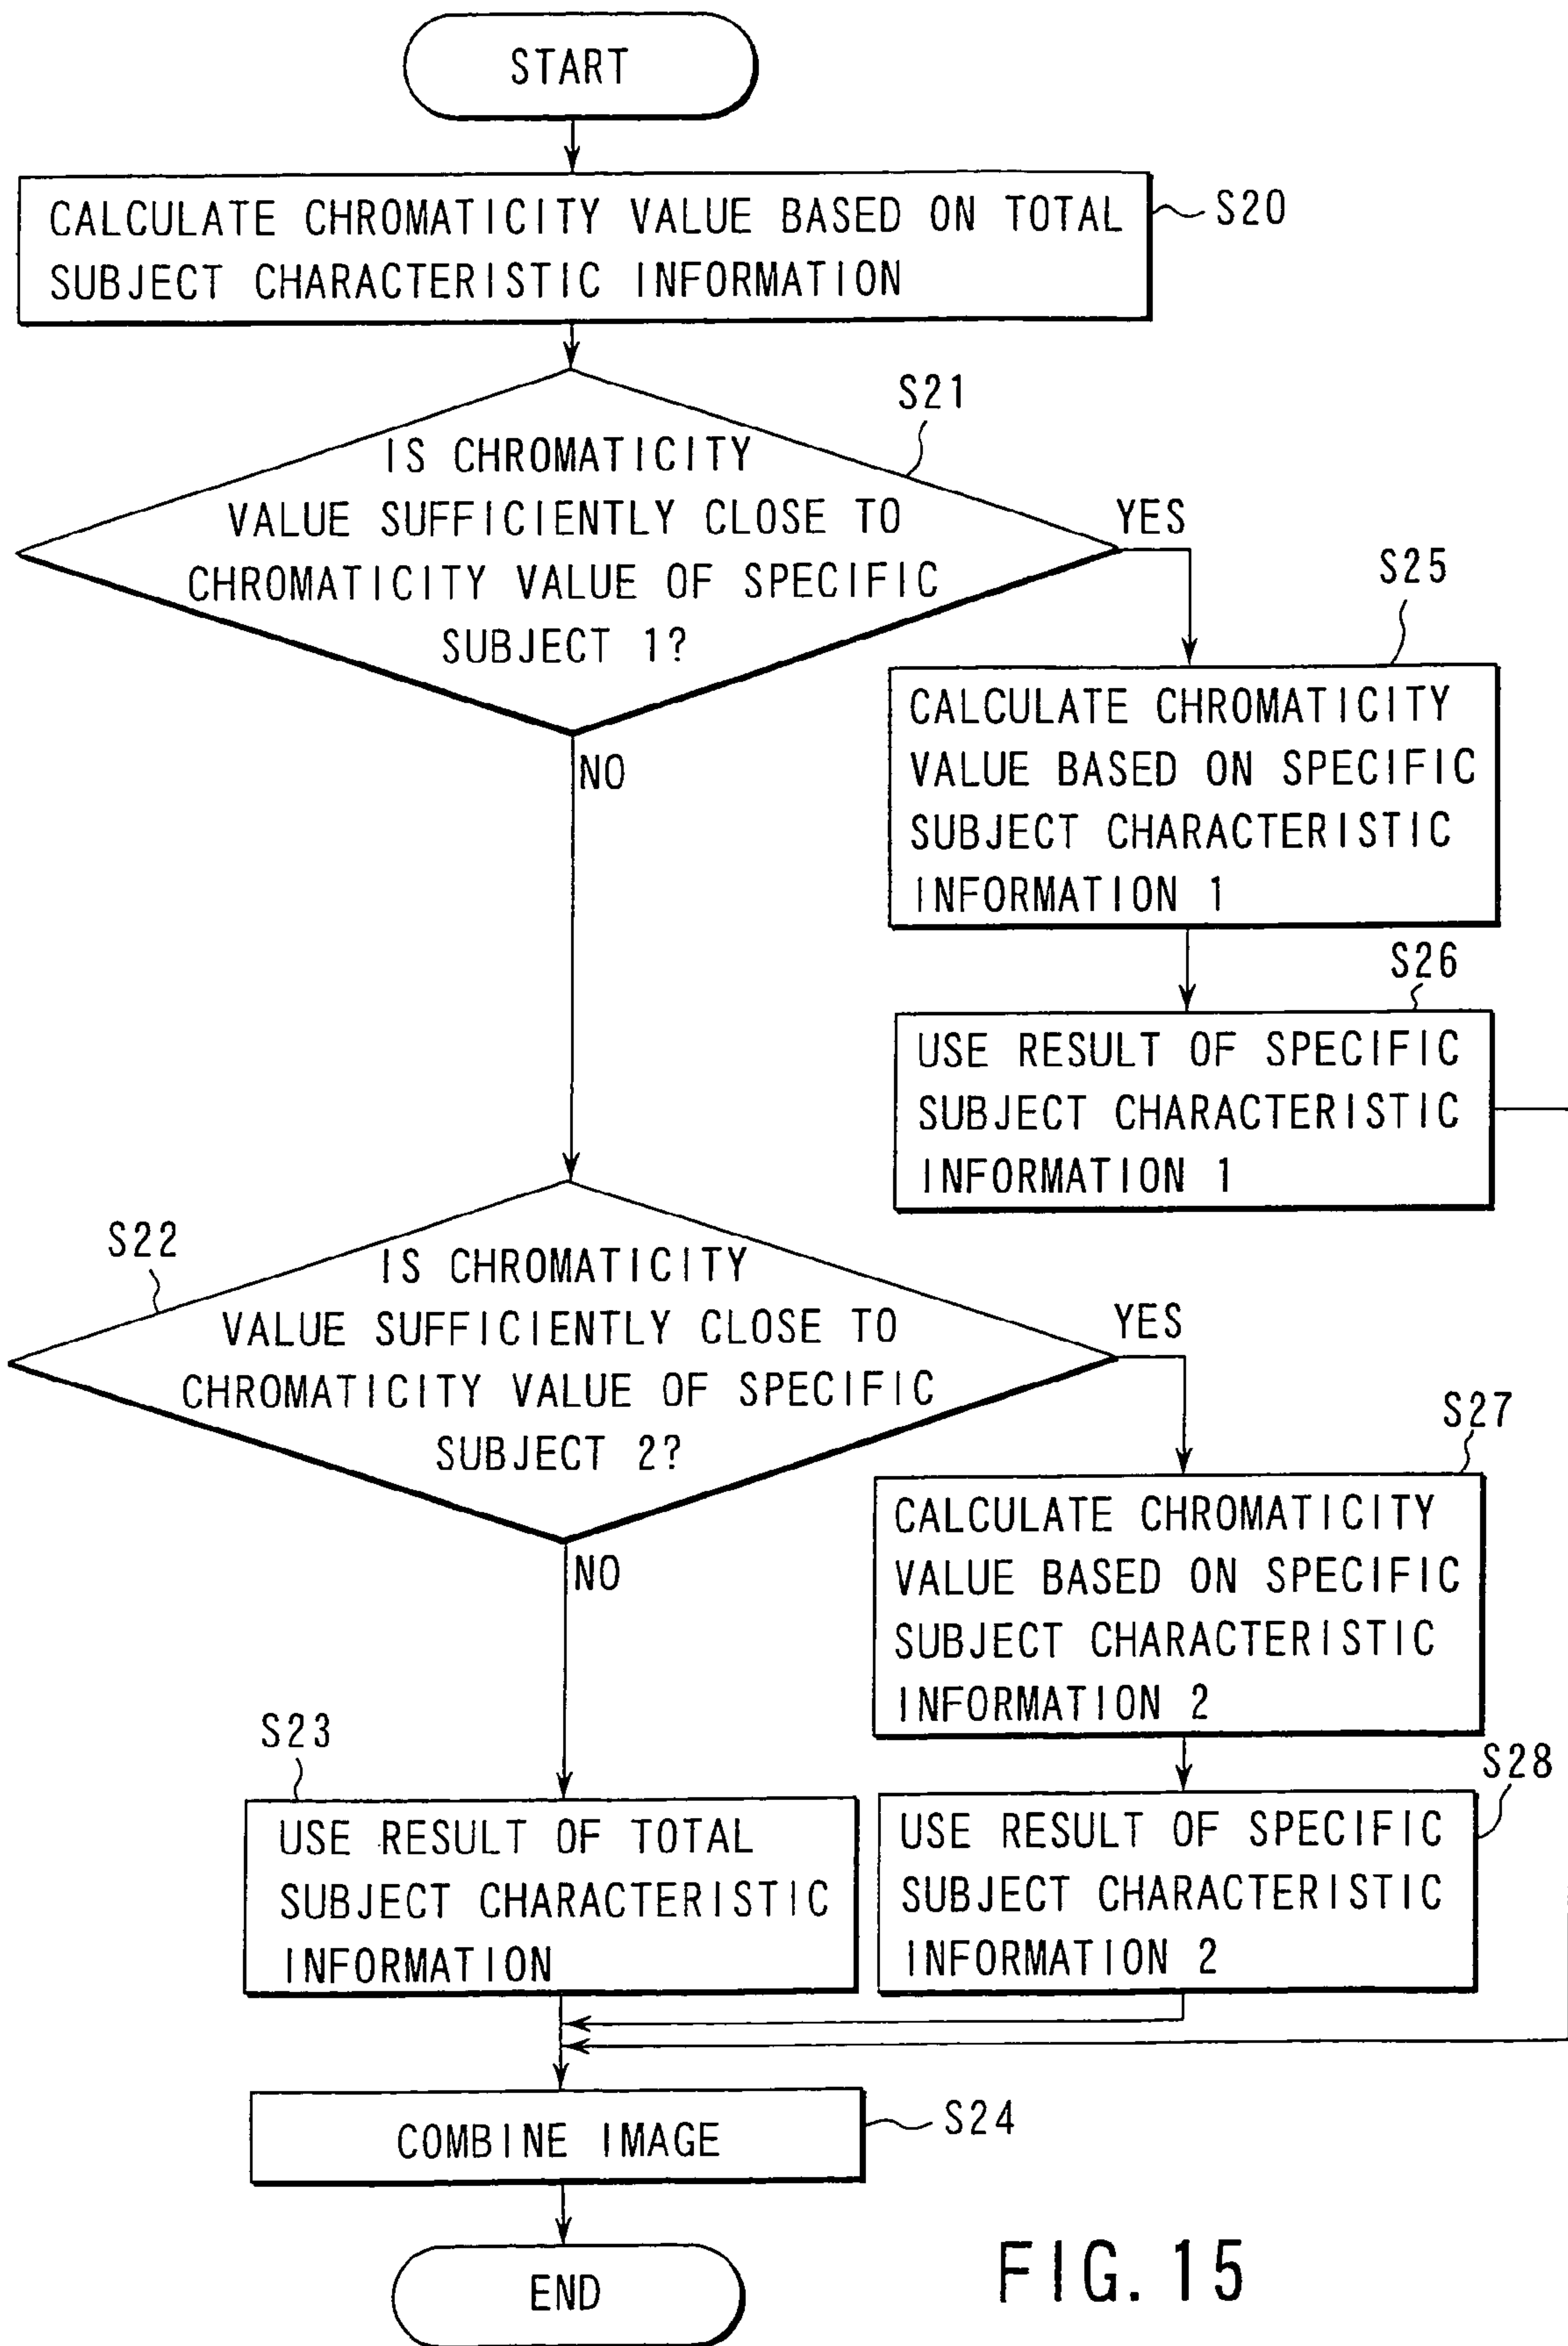 START
CALCULATE CHROMATICITY VALUE BASED ON TOTAL
SUBJECT CHARACTERISTIC INFORMATION
S20
S21
IS CHROMATICITY
VALUE SUFFICIENTLY CLOSE TO
CHROMATICITY VALUE OF SPECIFIC
SUBJECT 1?
YES
NO
S25
CALCULATE CHROMATICITY
VALUE BASED ON SPECIFIC
SUBJECT CHARACTERISTIC
INFORMATION 1
S26
USE RESULT OF SPECIFIC
SUBJECT CHARACTERISTIC
INFORMATION 1
S22
IS CHROMATICITY
VALUE SUFFICIENTLY CLOSE TO
CHROMATICITY VALUE OF SPECIFIC
SUBJECT 2?
YES
NO
S27
CALCULATE CHROMATICITY
VALUE BASED ON SPECIFIC
SUBJECT CHARACTERISTIC
INFORMATION 2
S23
USE RESULT OF TOTAL
SUBJECT CHARACTERISTIC
INFORMATION
S28
USE RESULT OF SPECIFIC
SUBJECT CHARACTERISTIC
INFORMATION 2
COMBINE IMAGE
S24
END
FIG. 15